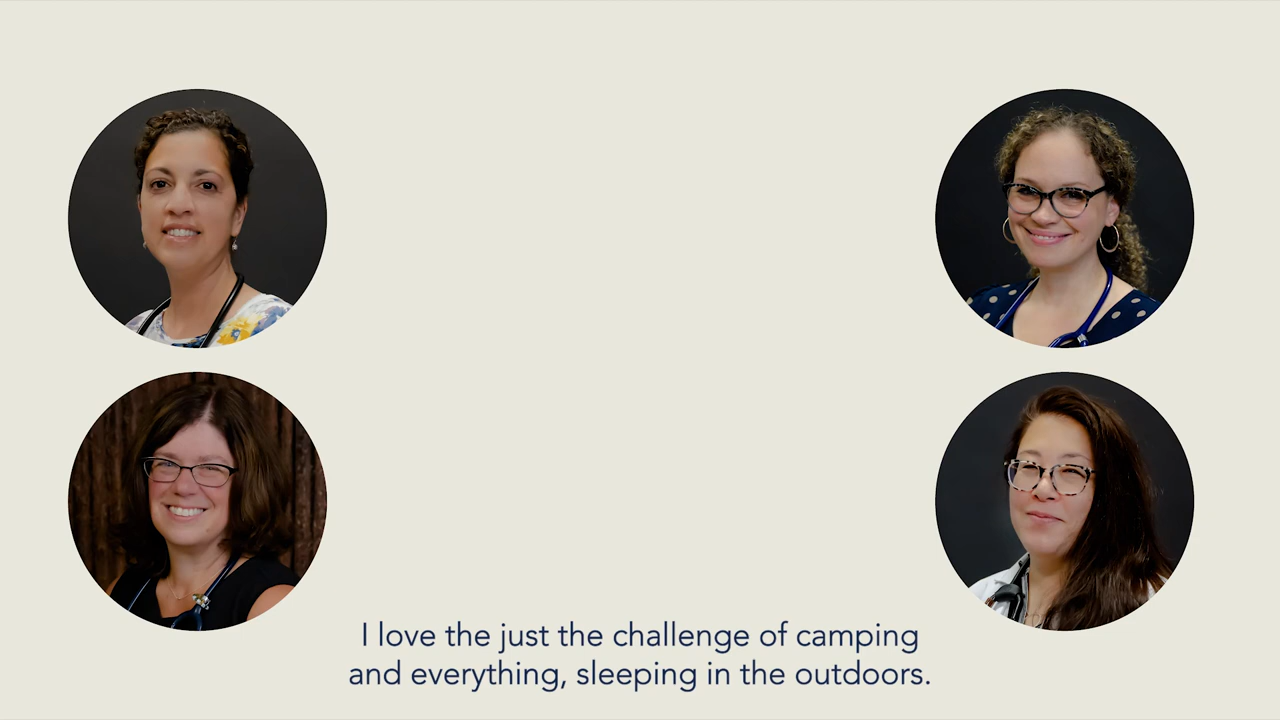 I love the just the challenge of camping
and everything, sleeping in the outdoors.